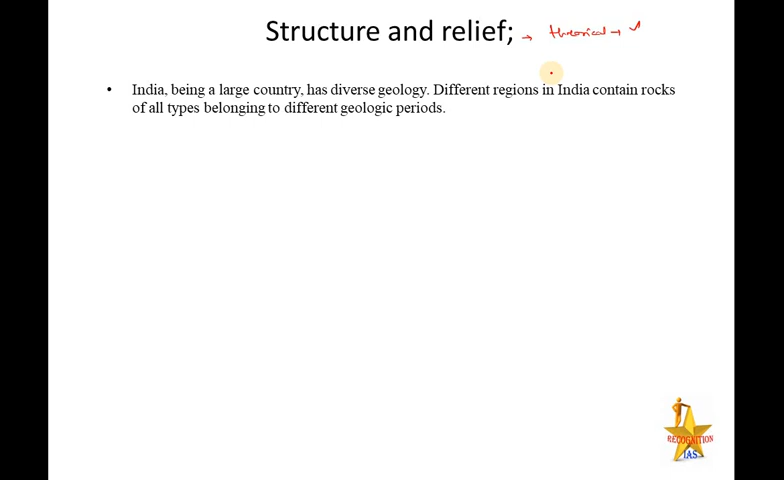 Structure and relief; → theorical →
• India, being a large country, has diverse geology. Different regions in India contain rocks
of all types belonging to different geologic periods.
RECOGNITION
IAS